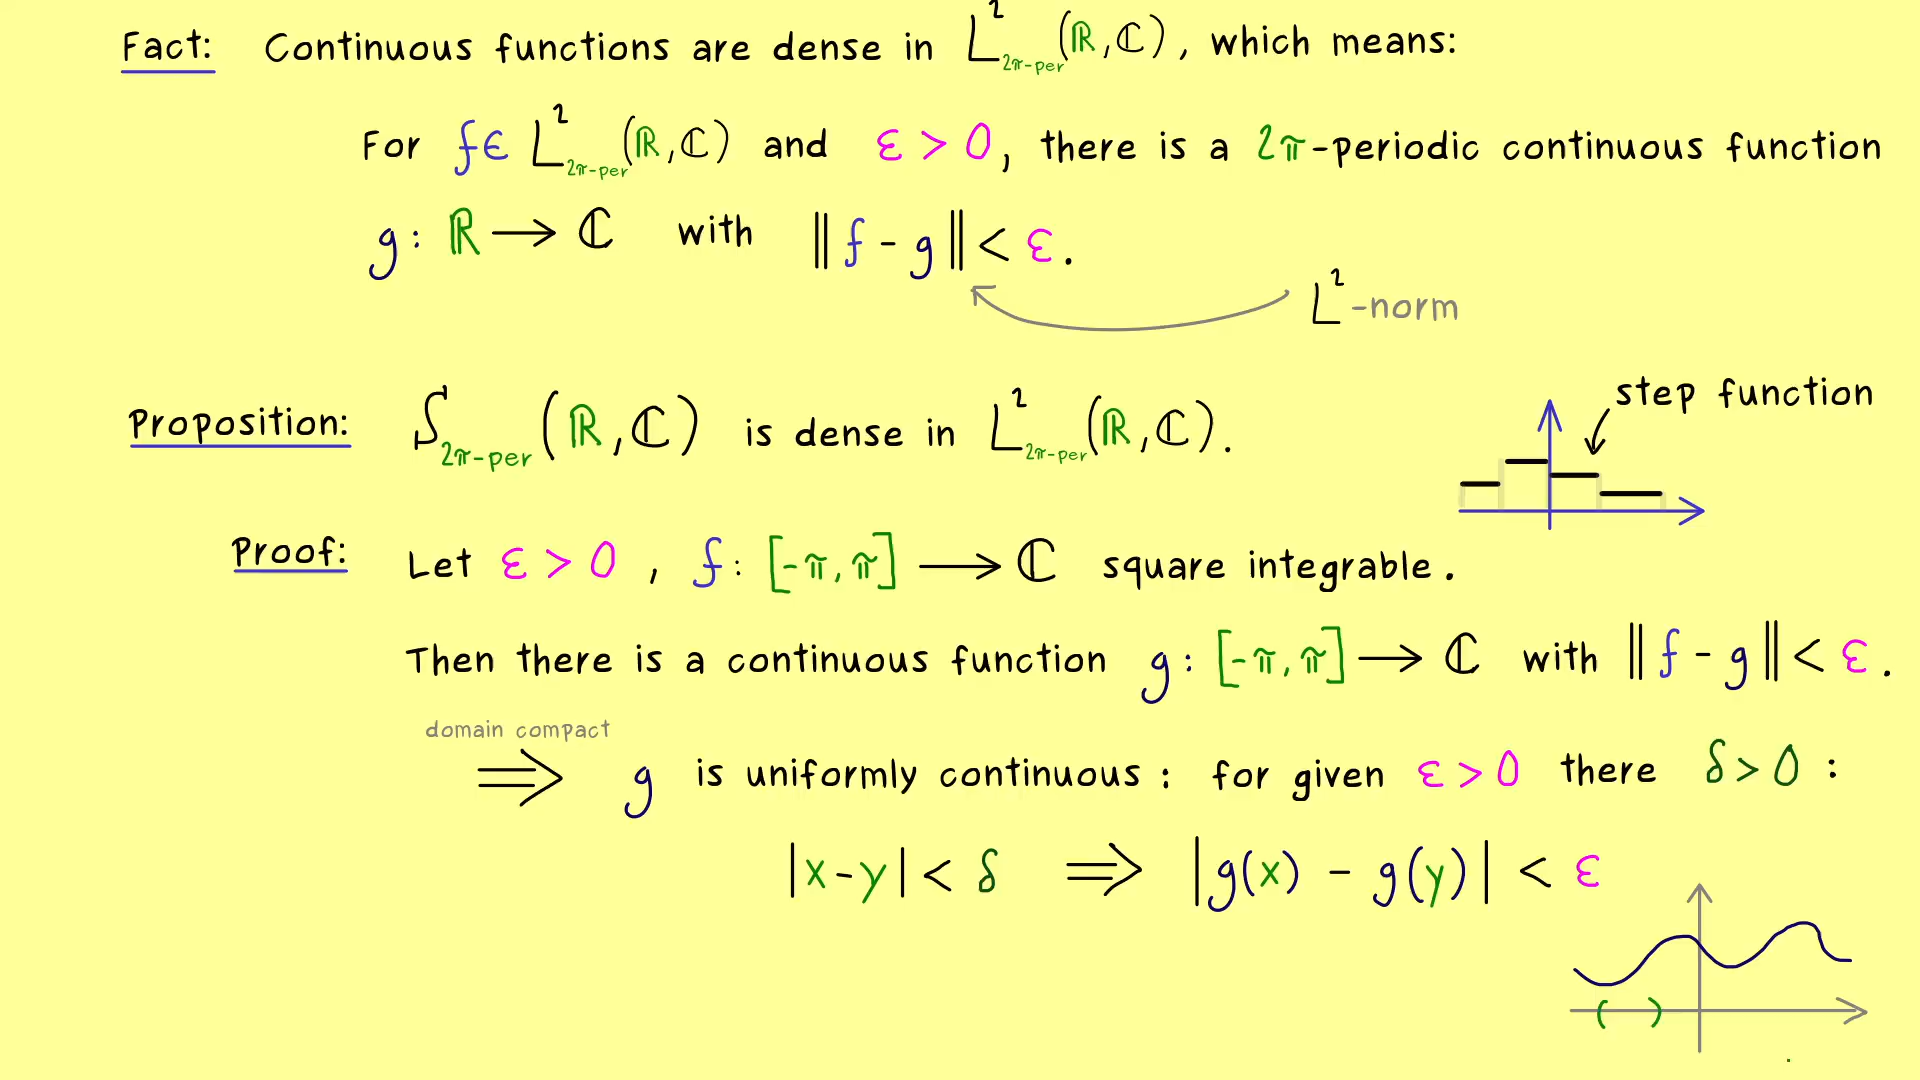 Fact: Continuous functions are dense in L²_{2π-per}(ℝ,ℂ), which means:
For f ∈ L²_{2π-per}(ℝ,ℂ) and ε > 0, there is a 2π-periodic continuous function
g: ℝ → ℂ with ‖f - g‖ < ε.
L²-norm
Proposition: S_{2π-per}(ℝ,ℂ) is dense in L²_{2π-per}(ℝ,ℂ).
step function
Proof: Let ε > 0, f: [-π,π] → ℂ square integrable.
Then there is a continuous function g: [-π,π] → ℂ with ‖f - g‖ < ε.
domain compact
⟹ g is uniformly continuous: for given ε > 0 there δ > 0 :
|x-y| < δ ⟹ |g(x) - g(y)| < ε
( )